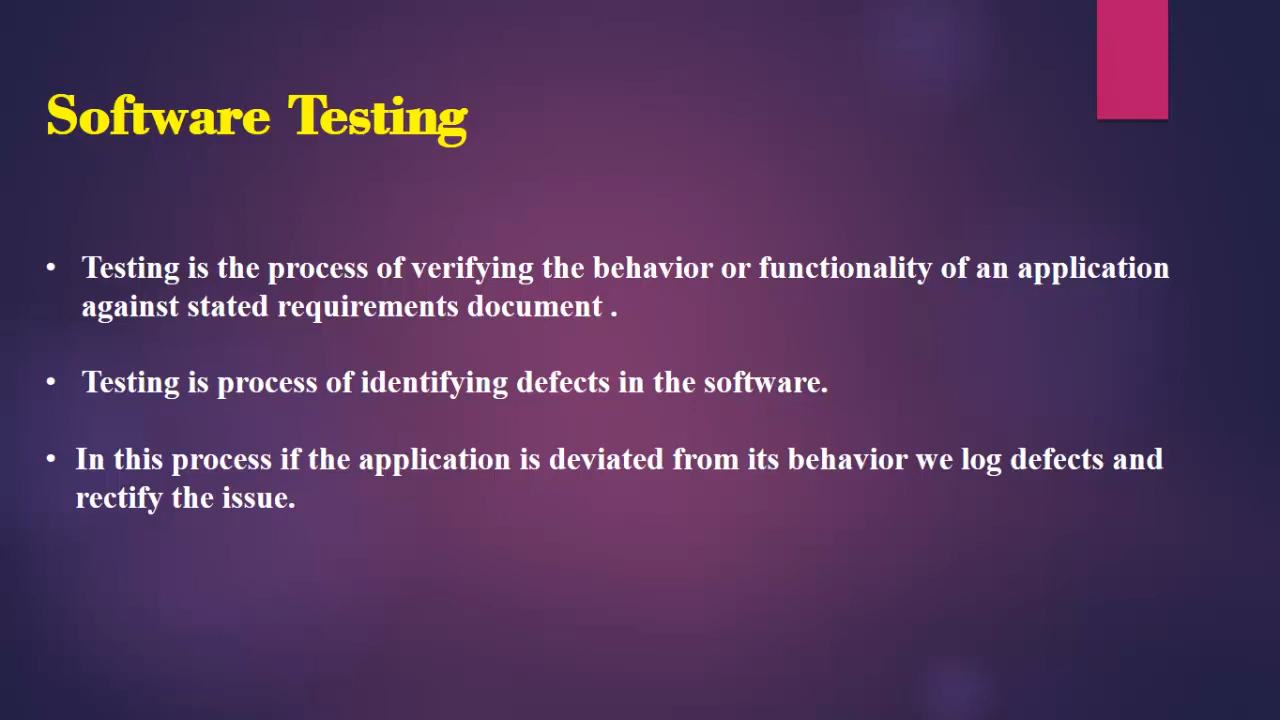 Software Testing
• Testing is the process of verifying the behavior or functionality of an application
against stated requirements document .
• Testing is process of identifying defects in the software.
• In this process if the application is deviated from its behavior we log defects and
rectify the issue.